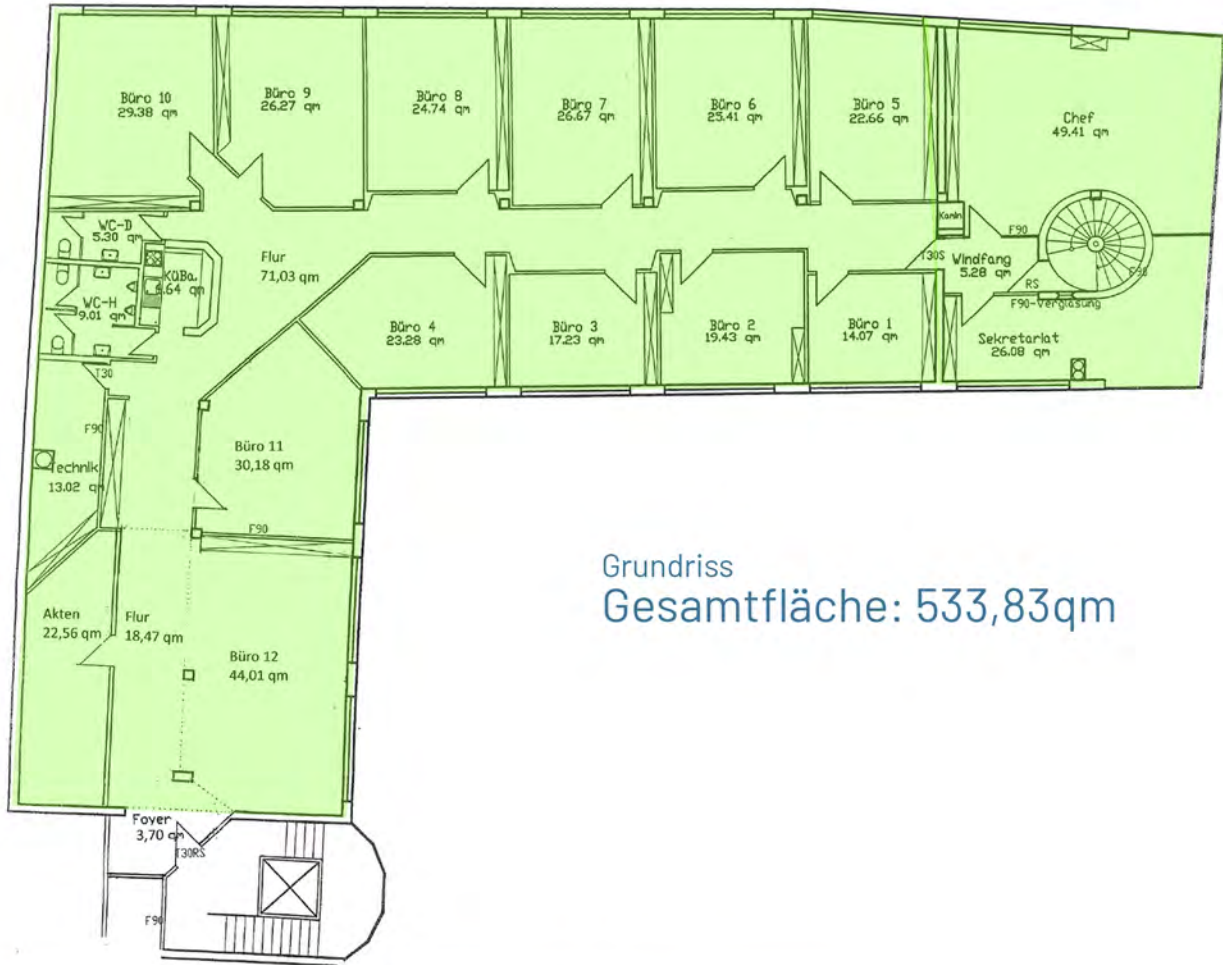 Büro 10
29.38 qm
Büro 9
26.27 qm
Büro 8
24.74 qm
Büro 7
26.67 qm
Büro 6
25.41 qm
Büro 5
22.66 qm
Chef
49.41 qm
WC-D
5.30 qm
KüBa.
.64 qm
WC-H
9.01 qm
Flur
71,03 qm
Kamin
F90
T30S
Windfang
5.28 qm
F90
RS
F90-Verglasung
Büro 4
23.28 qm
Büro 3
17.23 qm
Büro 2
19.43 qm
Büro 1
14.07 qm
Sekretariat
26.08 qm
T30
F90
Technik
13.02 qm
Büro 11
30,18 qm
F90
Grundriss
Gesamtfläche: 533,83qm
Akten
22,56 qm
Flur
18,47 qm
Büro 12
44,01 qm
Foyer
3,70 qm
T30RS
F90